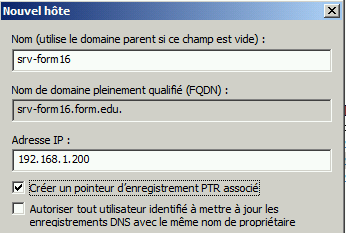 Nouvel hôte
Nom (utilise le domaine parent si ce champ est vide) :
srv-form16
Nom de domaine pleinement qualifié (FQDN) :
srv-form16.form.edu.
Adresse IP :
192.168.1.200
Créer un pointeur d'enregistrement PTR associé
Autoriser tout utilisateur identifié à mettre à jour les
enregistrements DNS avec le même nom de propriétaire